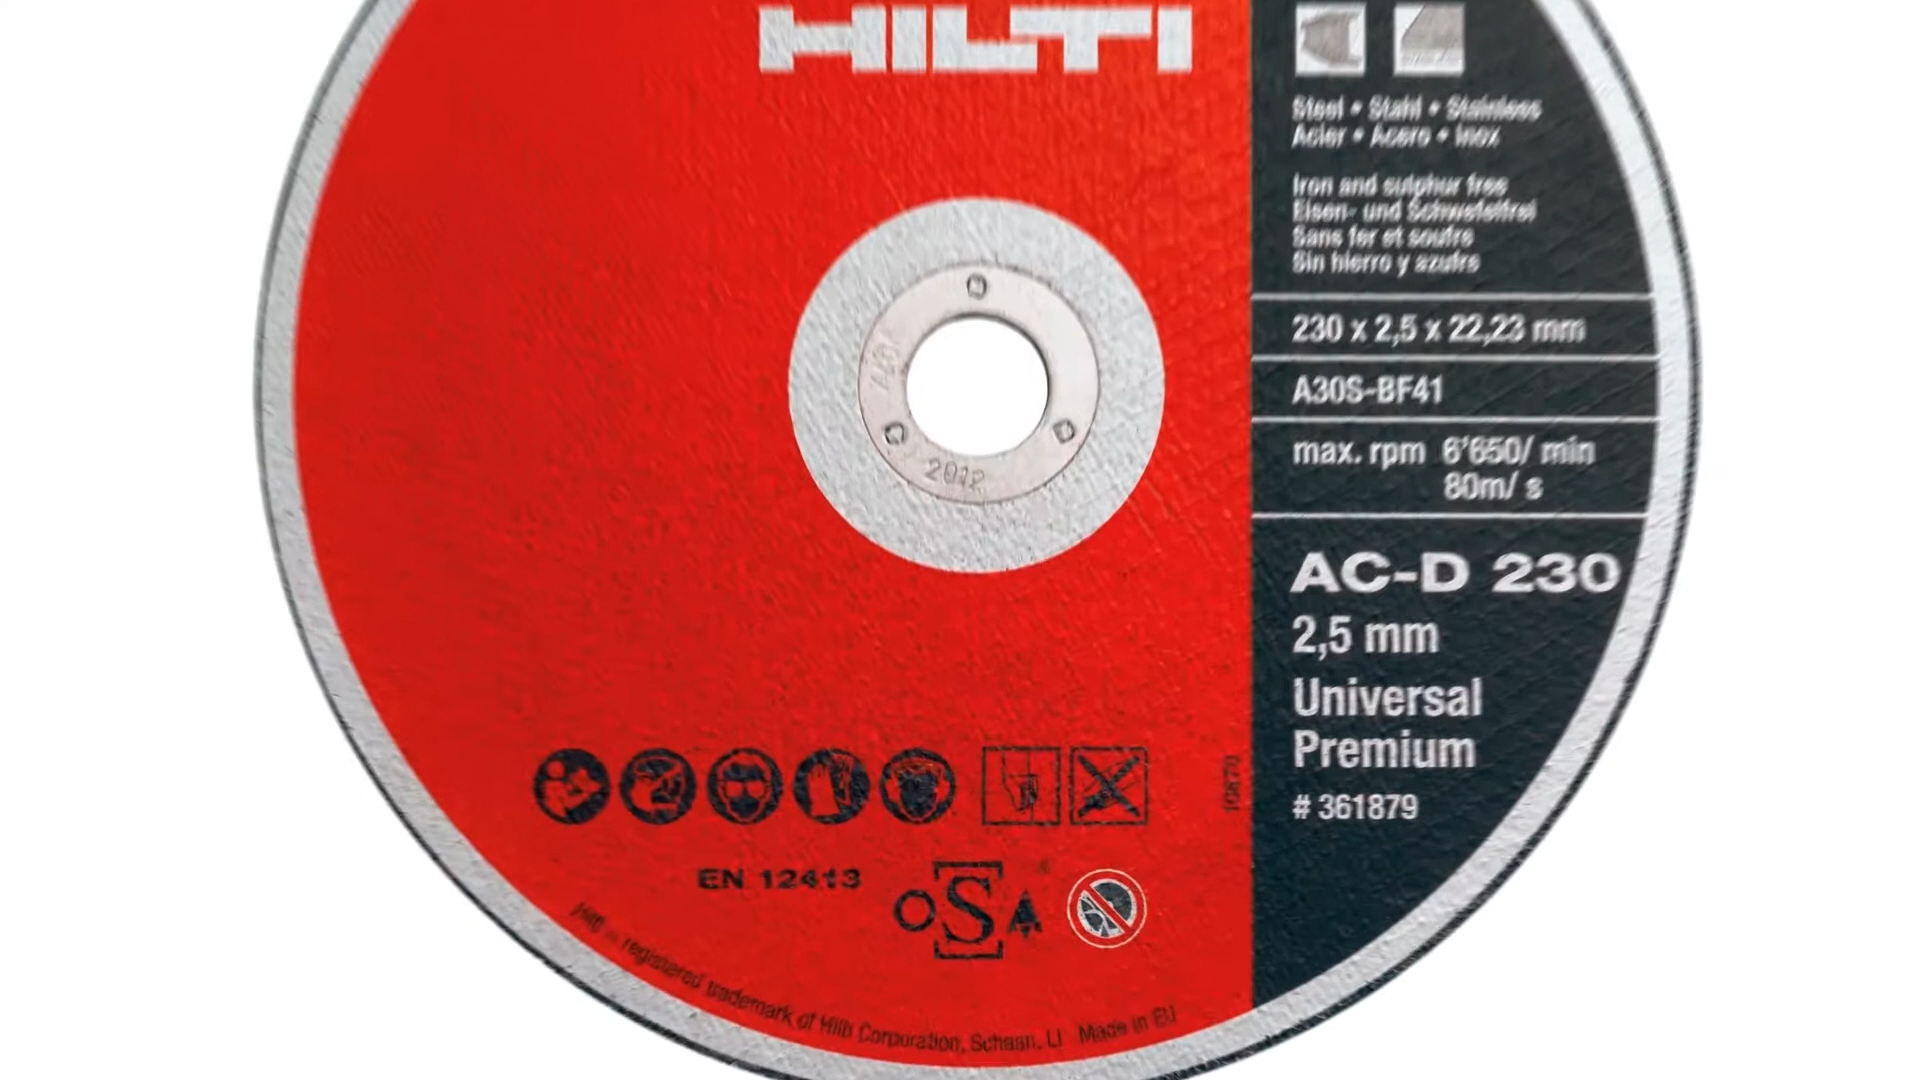 HILTI
Steel • Stahl • Stainless
Acier • Acero • Inox
Iron and sulphur free
Eisen- und Schwefelfrei
Sans fer et soufre
Sin hierro y azufre
230 x 2,5 x 22,23 mm
A30S-BF41
max. rpm 6'650/ min
80m/ s
AC-D 230
2,5 mm
Universal
Premium
# 361879
2012
EN 12413
OSA
Hilti = registered trademark of Hilti Corporation, Schaan, LI Made in EU